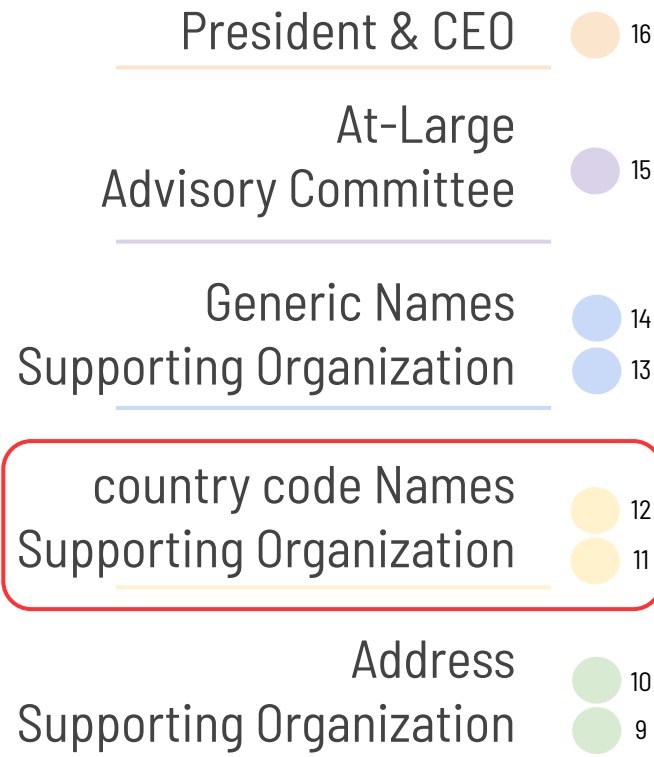 President & CEO 16
At-Large
Advisory Committee 15
Generic Names 14
Supporting Organization 13
country code Names 12
Supporting Organization 11
Address 10
Supporting Organization 9